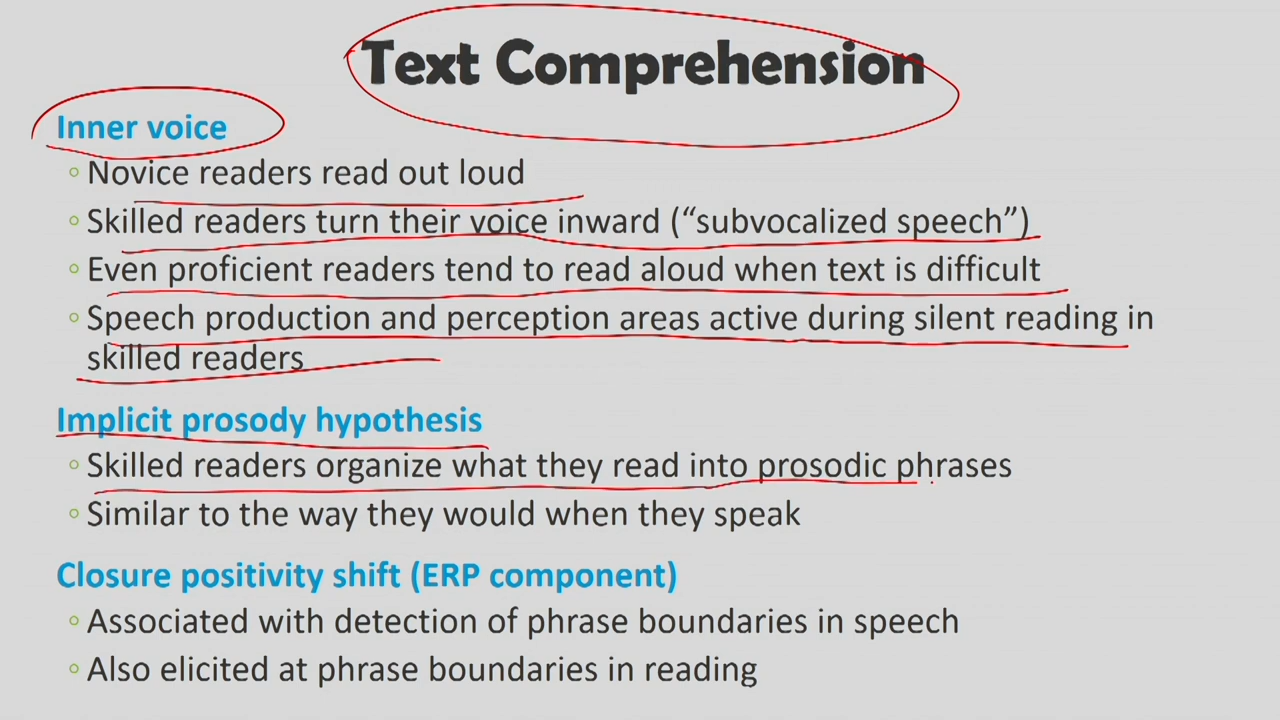 Text Comprehension
Inner voice
◦ Novice readers read out loud
◦ Skilled readers turn their voice inward (“subvocalized speech”)
◦ Even proficient readers tend to read aloud when text is difficult
◦ Speech production and perception areas active during silent reading in
skilled readers
Implicit prosody hypothesis
◦ Skilled readers organize what they read into prosodic phrases
◦ Similar to the way they would when they speak
Closure positivity shift (ERP component)
◦ Associated with detection of phrase boundaries in speech
◦ Also elicited at phrase boundaries in reading